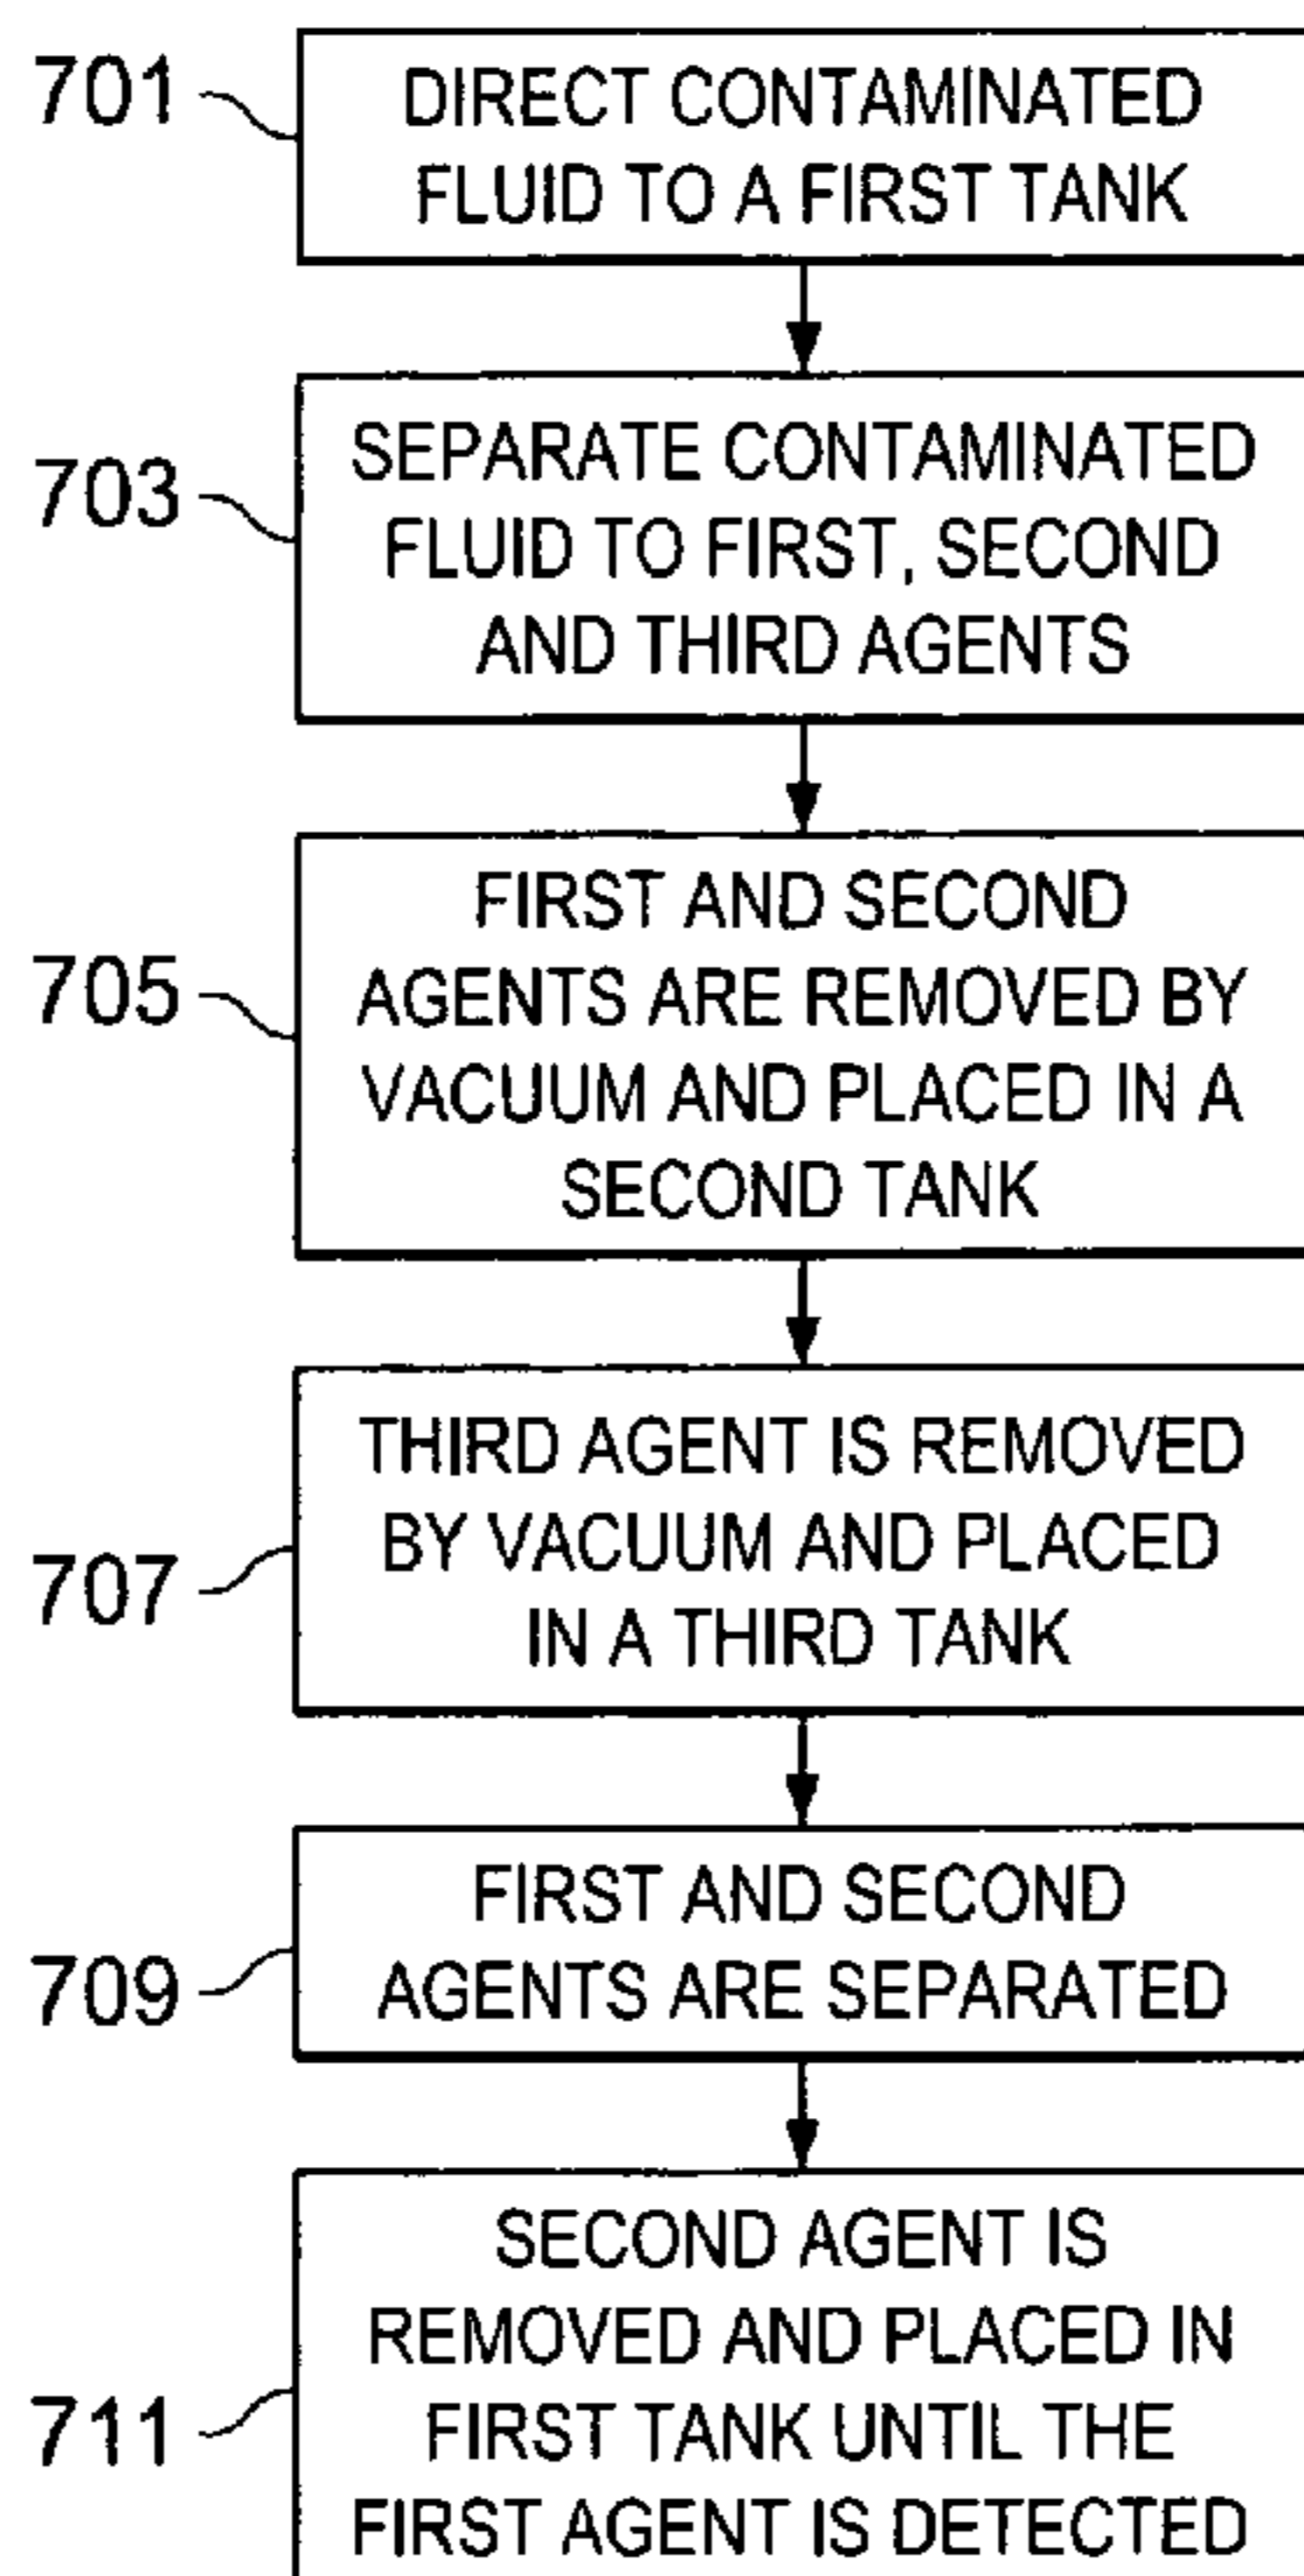 701
DIRECT CONTAMINATED
FLUID TO A FIRST TANK
703
SEPARATE CONTAMINATED
FLUID TO FIRST, SECOND
AND THIRD AGENTS
705
FIRST AND SECOND
AGENTS ARE REMOVED BY
VACUUM AND PLACED IN A
SECOND TANK
707
THIRD AGENT IS REMOVED
BY VACUUM AND PLACED
IN A THIRD TANK
709
FIRST AND SECOND
AGENTS ARE SEPARATED
711
SECOND AGENT IS
REMOVED AND PLACED IN
FIRST TANK UNTIL THE
FIRST AGENT IS DETECTED